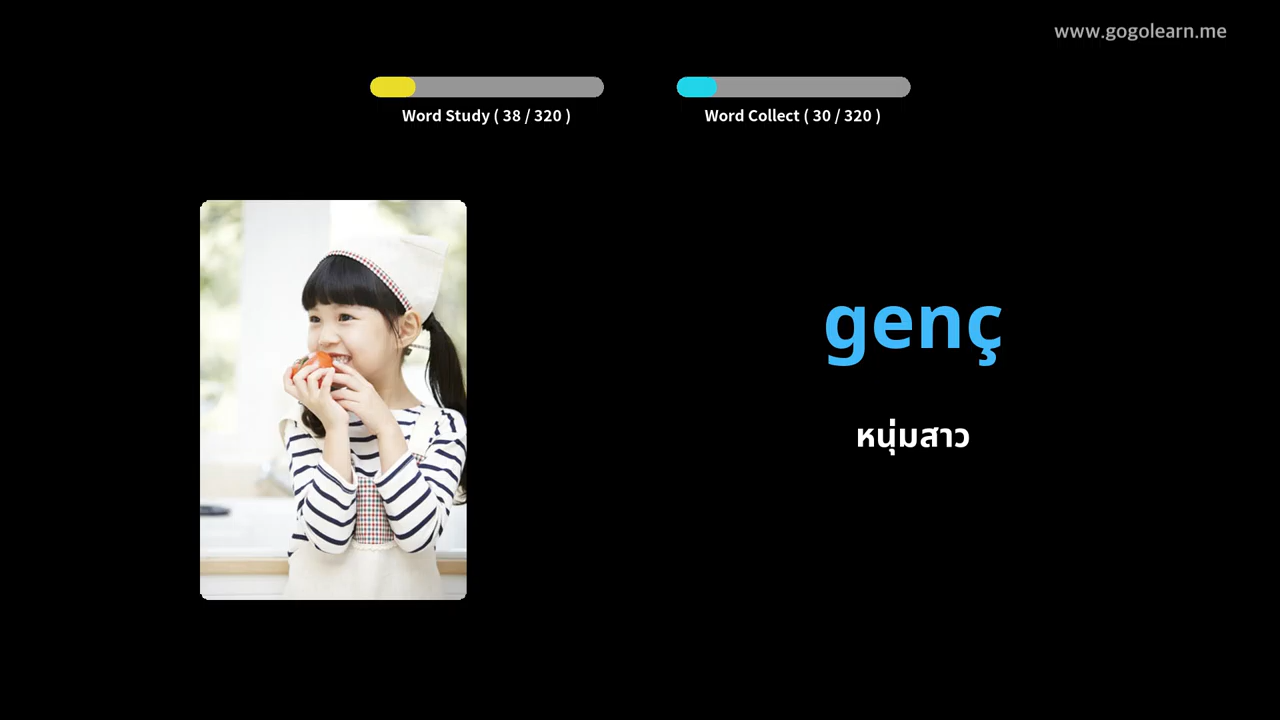 www.gogolearn.me
Word Study ( 38 / 320 )
Word Collect ( 30 / 320 )
genç
หนุ่มสาว